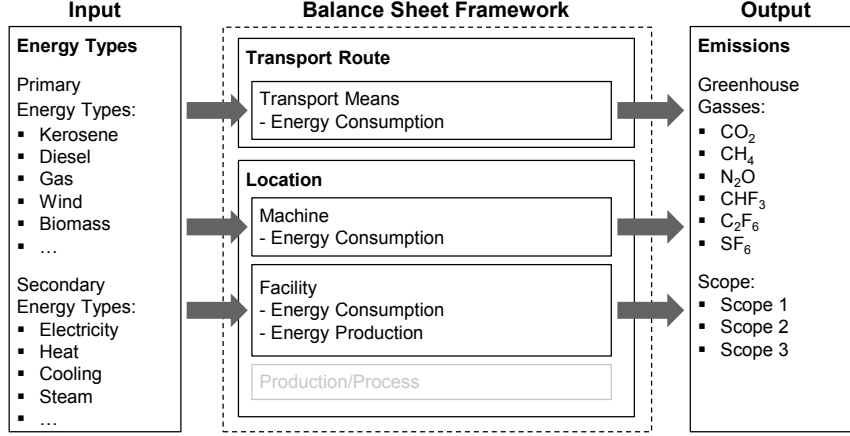 Input
Balance Sheet Framework
Output
Energy Types
Primary
Energy Types:
▪ Kerosene
▪ Diesel
▪ Gas
▪ Wind
▪ Biomass
▪ …
Secondary
Energy Types:
▪ Electricity
▪ Heat
▪ Cooling
▪ Steam
▪ …
Transport Route
Transport Means
- Energy Consumption
Location
Machine
- Energy Consumption
Facility
- Energy Consumption
- Energy Production
Production/Process
Emissions
Greenhouse
Gasses:
▪ CO₂
▪ CH₄
▪ N₂O
▪ CHF₃
▪ C₂F₆
▪ SF₆
Scope:
▪ Scope 1
▪ Scope 2
▪ Scope 3